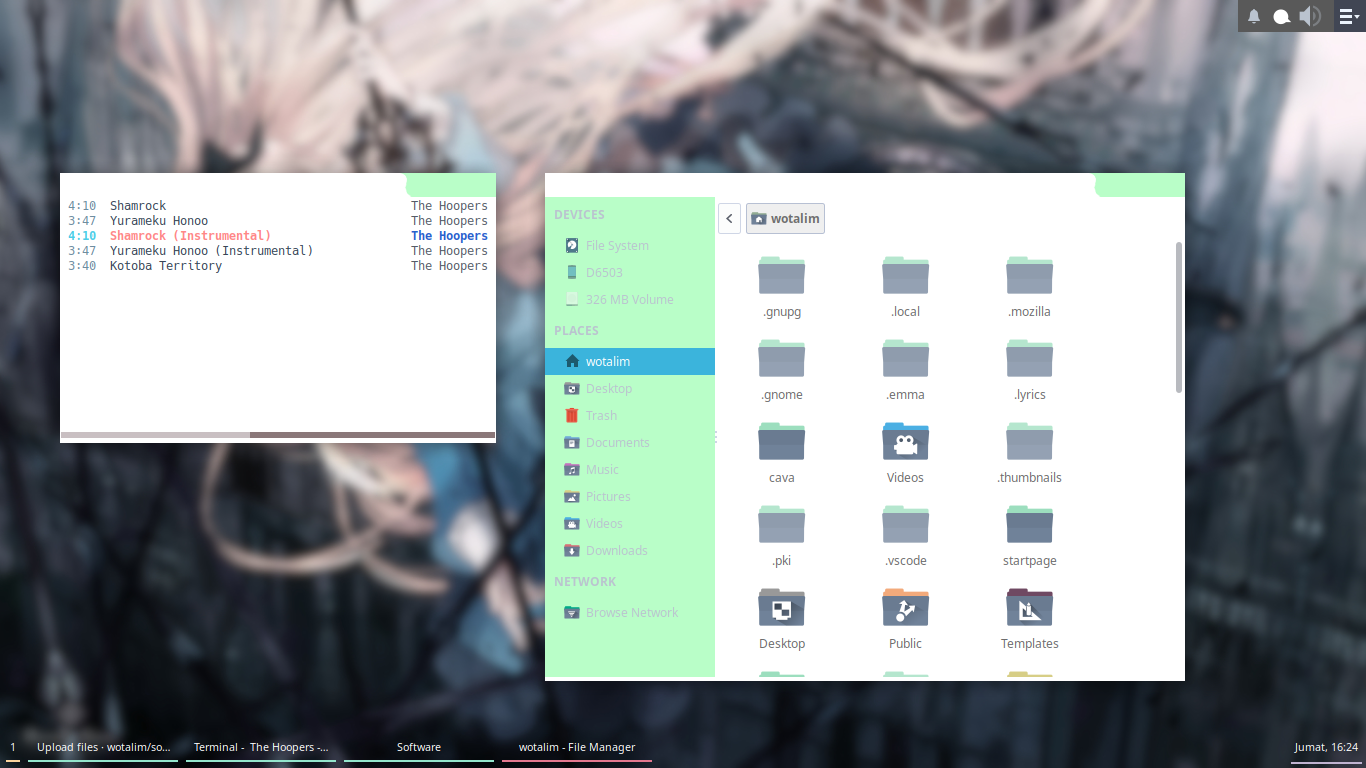 4:10 Shamrock The Hoopers
3:47 Yurameku Honoo The Hoopers
4:10 Shamrock (Instrumental) The Hoopers
3:47 Yurameku Honoo (Instrumental) The Hoopers
3:40 Kotoba Territory The Hoopers
DEVICES
File System
D6503
326 MB Volume
PLACES
wotalim
Desktop
Trash
Documents
Music
Pictures
Videos
Downloads
NETWORK
Browse Network
wotalim
.gnupg .local .mozilla
.gnome .emma .lyrics
cava Videos .thumbnails
.pki .vscode startpage
Desktop Public Templates
1 Upload files · wotalim/so... Terminal - The Hoopers -... Software wotalim - File Manager Jumat, 16:24